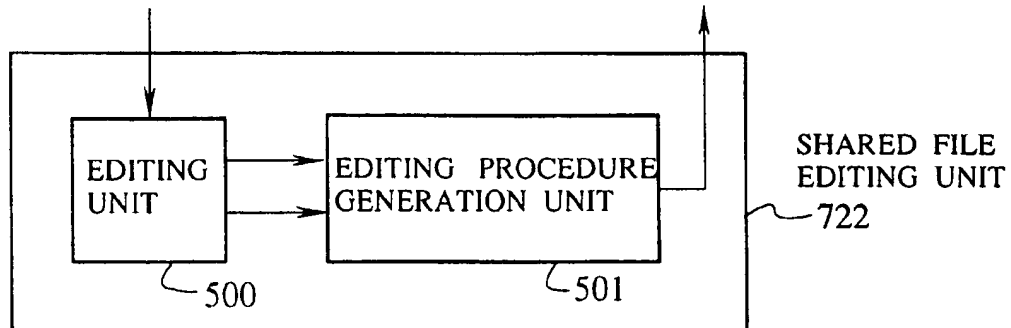 EDITING
UNIT
500
EDITING PROCEDURE
GENERATION UNIT
501
SHARED FILE
EDITING UNIT
722